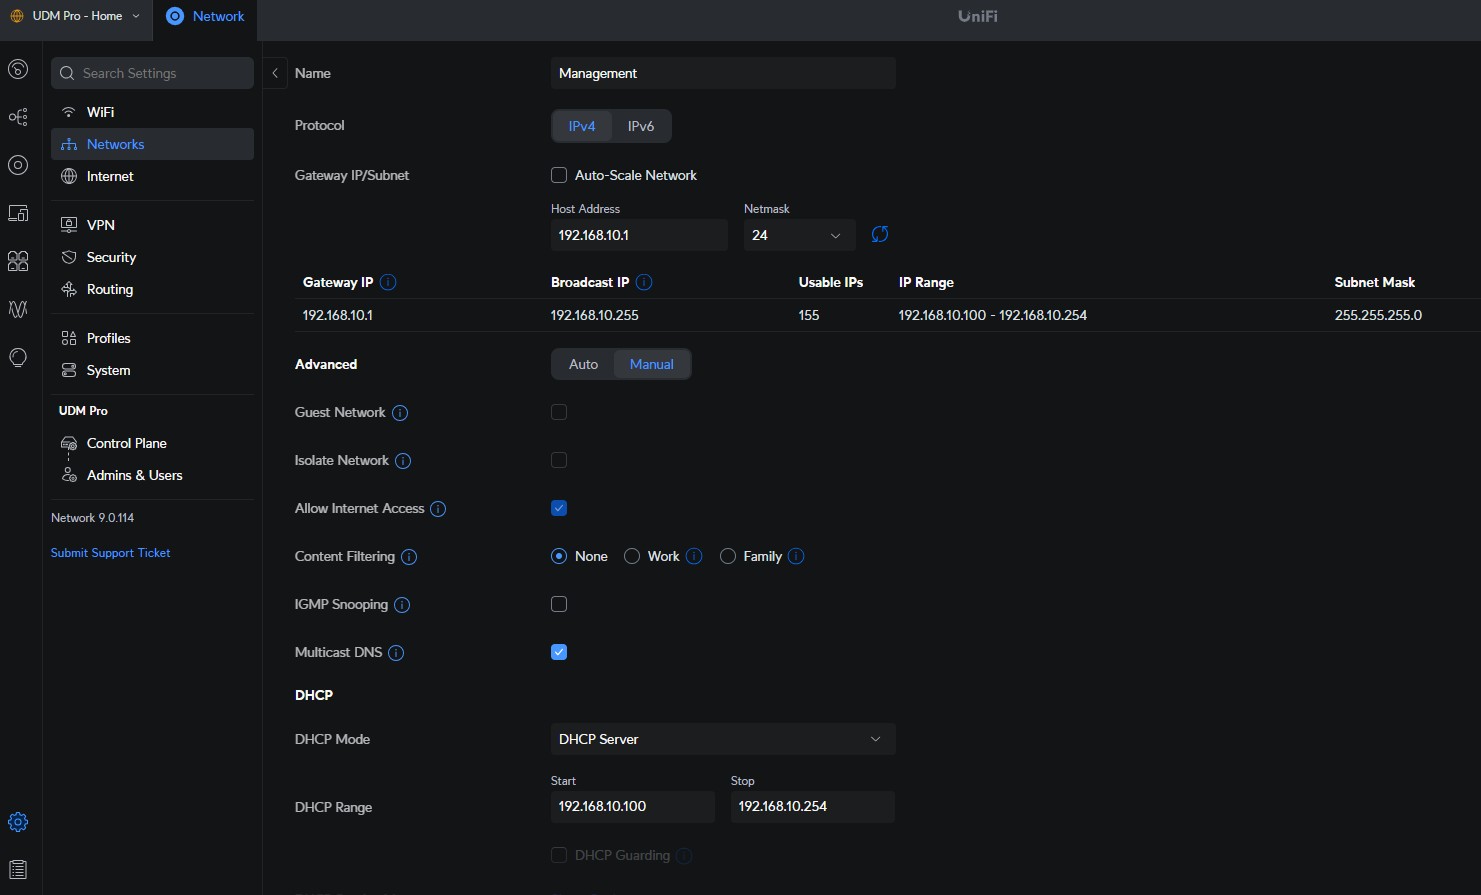 UDM Pro - Home
Network
UniFi
Search Settings
WiFi
Networks
Internet
VPN
Security
Routing
Profiles
System
UDM Pro
Control Plane
Admins & Users
Network 9.0.114
Submit Support Ticket
Name Management
Protocol IPv4 IPv6
Gateway IP/Subnet Auto-Scale Network
Host Address Netmask
192.168.10.1 24
Gateway IP Broadcast IP Usable IPs IP Range Subnet Mask
192.168.10.1 192.168.10.255 155 192.168.10.100 - 192.168.10.254 255.255.255.0
Advanced Auto Manual
Guest Network
Isolate Network
Allow Internet Access
Content Filtering None Work Family
IGMP Snooping
Multicast DNS
DHCP
DHCP Mode DHCP Server
Start Stop
DHCP Range 192.168.10.100 192.168.10.254
DHCP Guarding